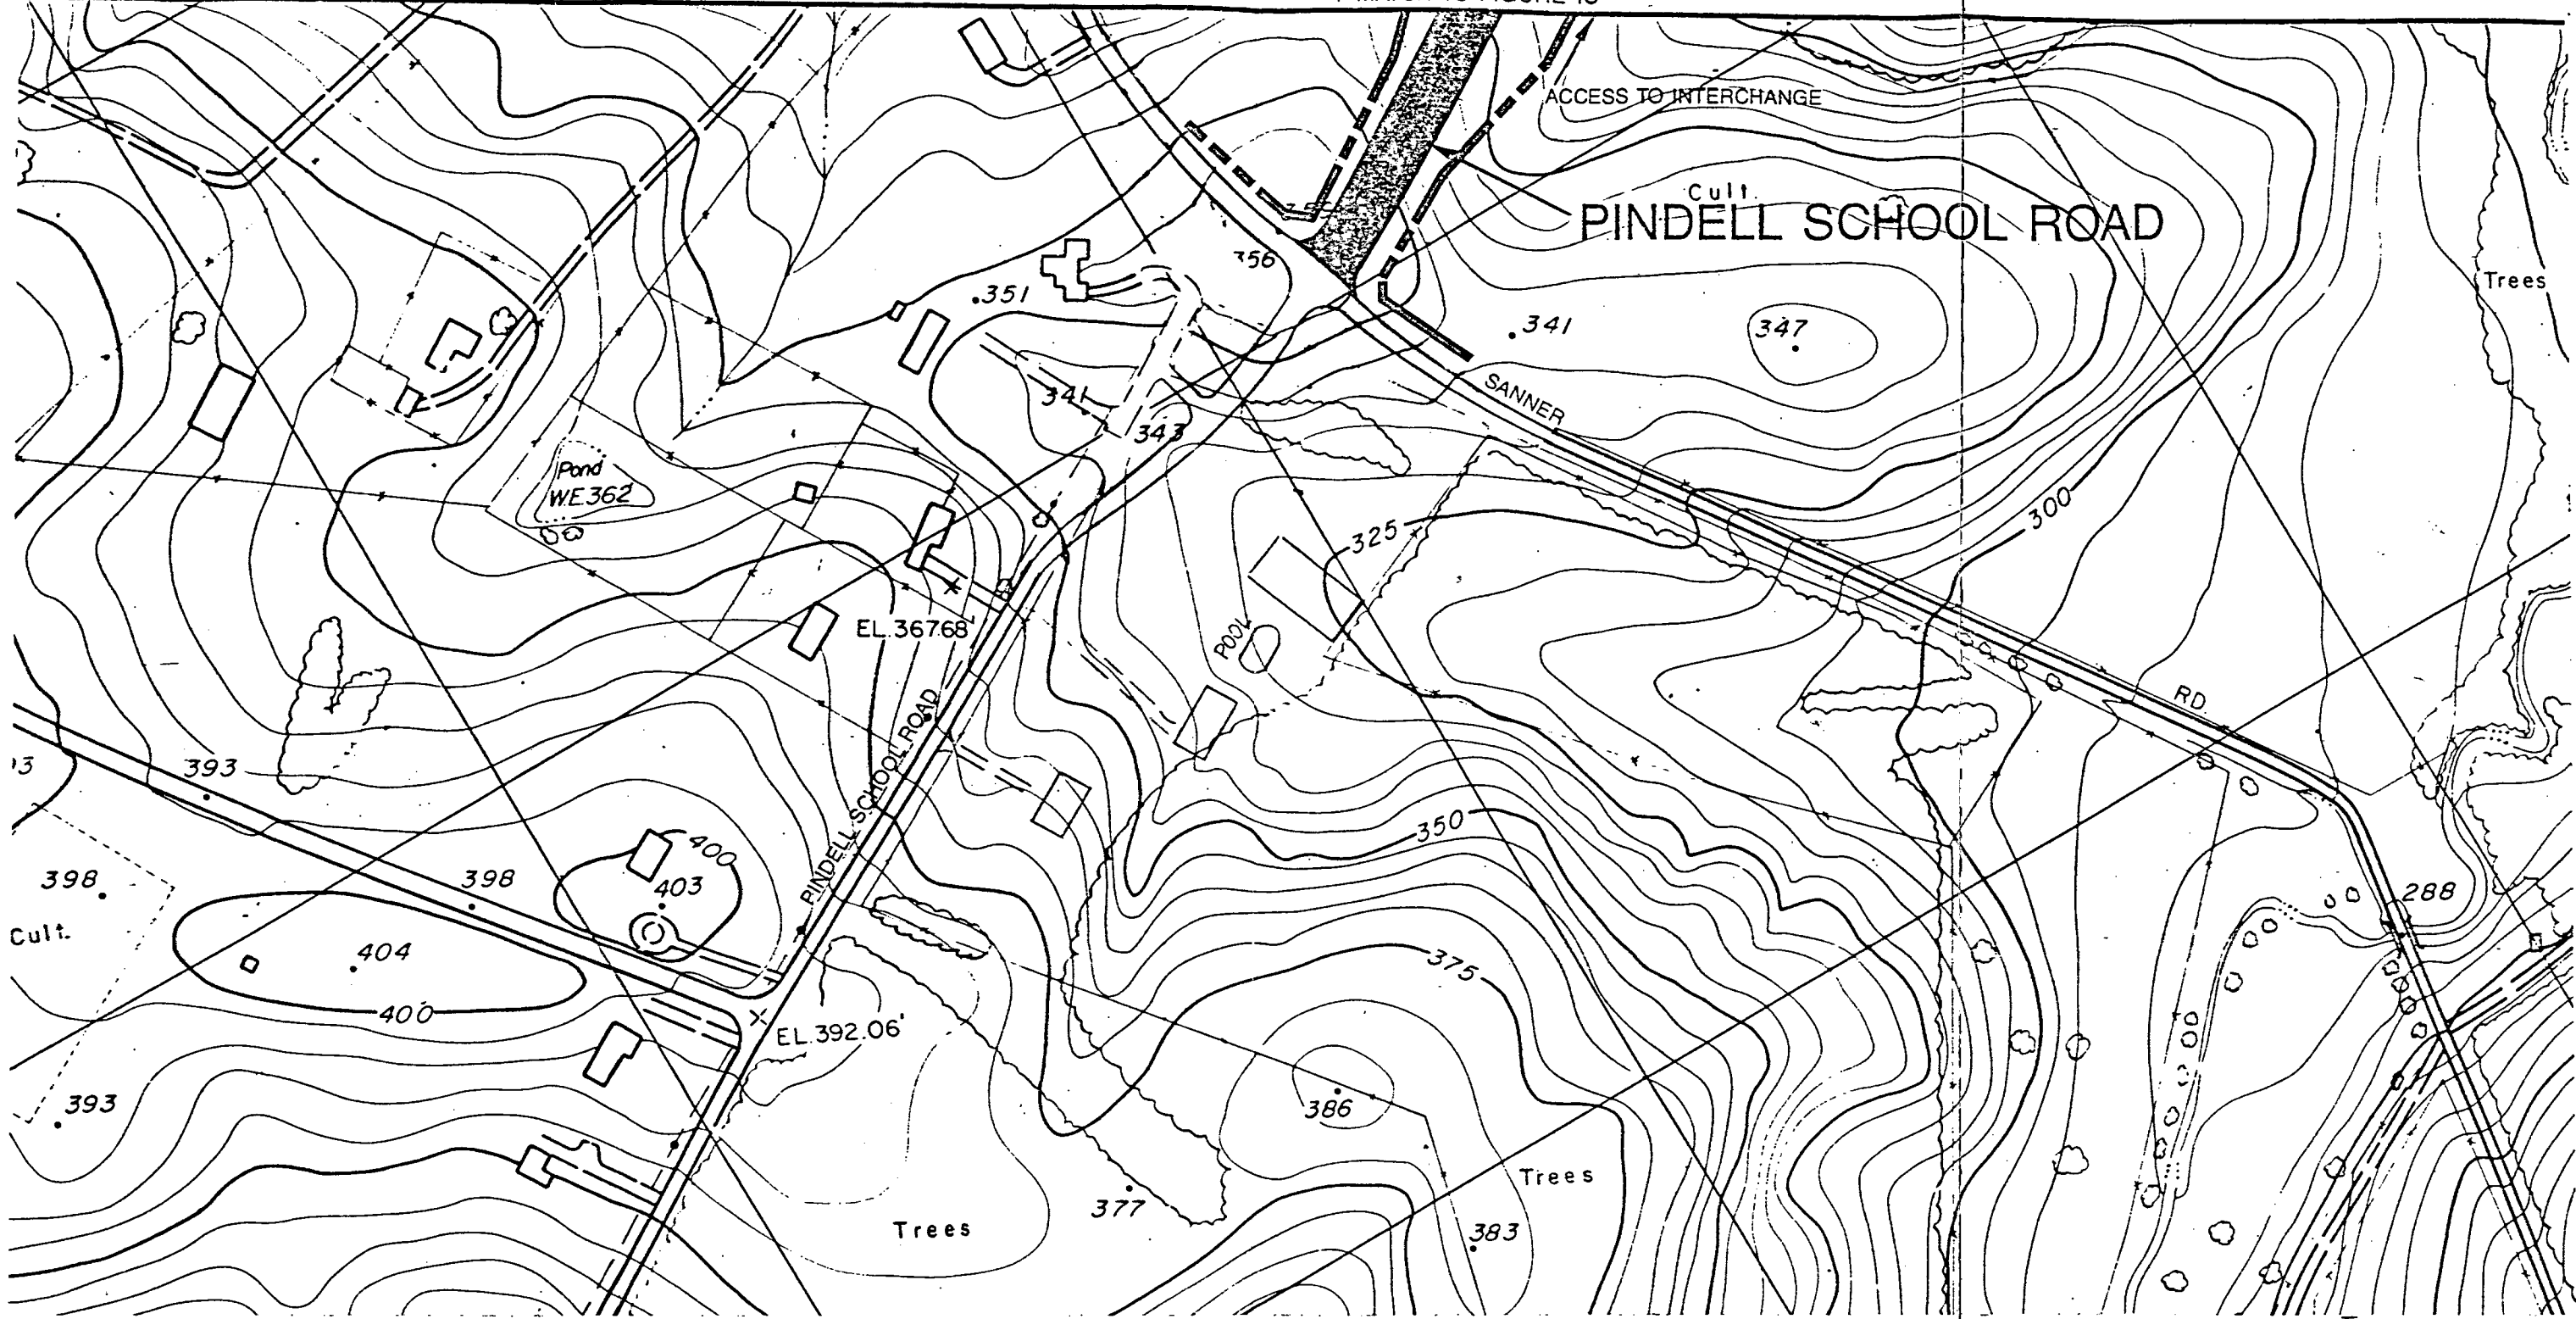 ACCESS TO INTERCHANGE
Cult.
PINDELL SCHOOL ROAD
356
Trees
.351
341
347
341
343
SANNER
Pond
W.E.362
325
300
EL.367.68'
POOL
RD
PINDELL SCHOOL ROAD
393
350
400
398
398
403
288
Cult.
404
375
400
EL.392.06'
393
386
Trees
377
Trees
383